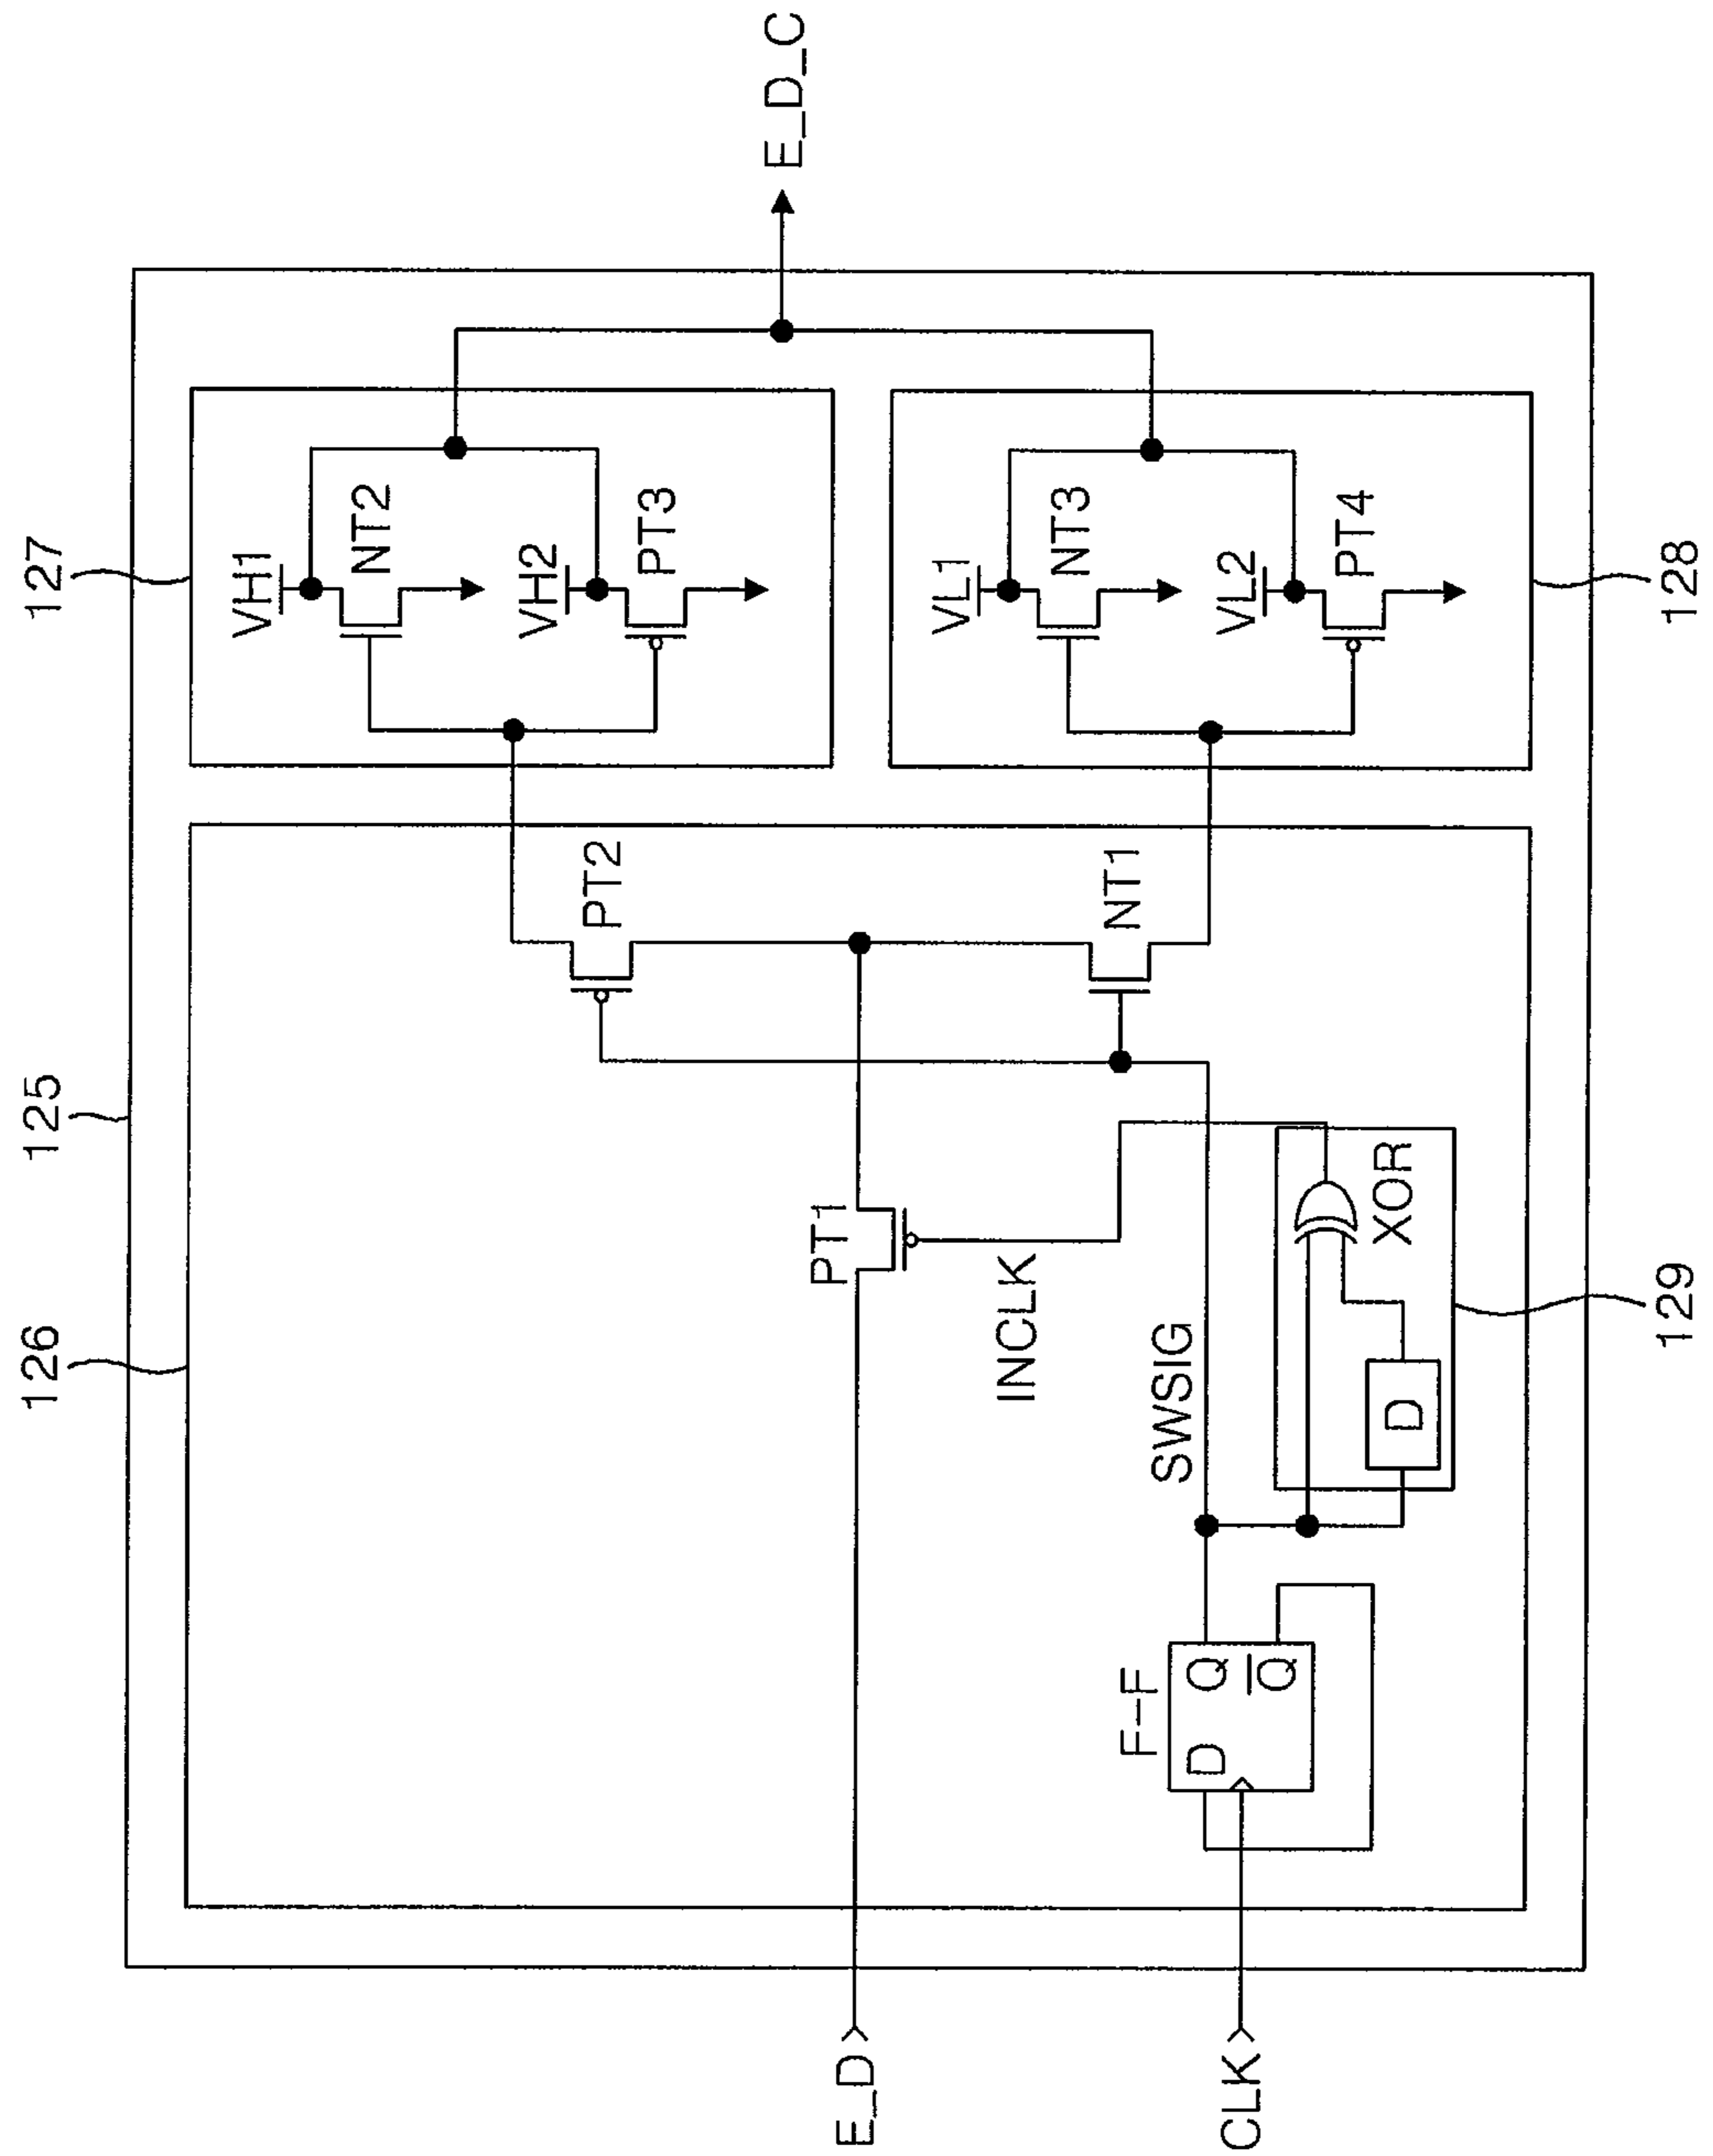 125
126
127
VH1
NT2
VH2
PT3
E_D_C
PT2
PT1
E_D
INCLK
NT1
VL1
NT3
VL2
PT4
SWSIG
F-F
D
Q
Q̅
D
XOR
CLK
129
128